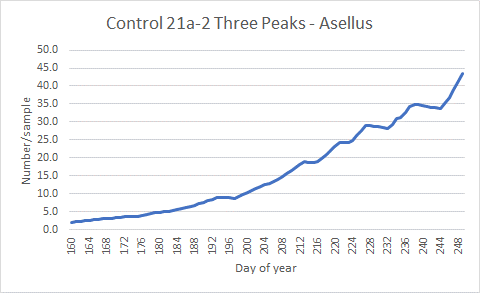 Control 21a-2 Three Peaks - Asellus
50.0
45.0
40.0
35.0
30.0
25.0
20.0
15.0
10.0
5.0
0.0
Number/sample
160 164 168 172 176 180 184 188 192 196 200 204 208 212 216 220 224 228 232 236 240 244 248
Day of year